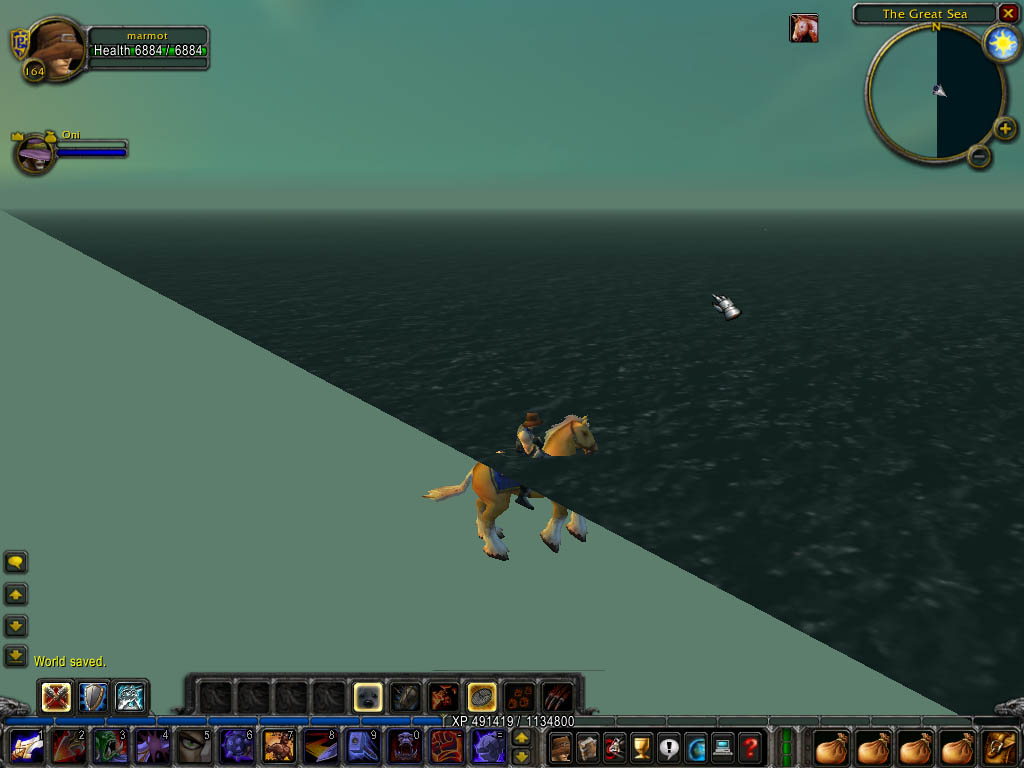 marmot
Health 6884 / 6884
164
Oni
The Great Sea
N
World saved.
XP 491419 / 1134800
1
2
3
4
5
6
7
8
9
0
-
=